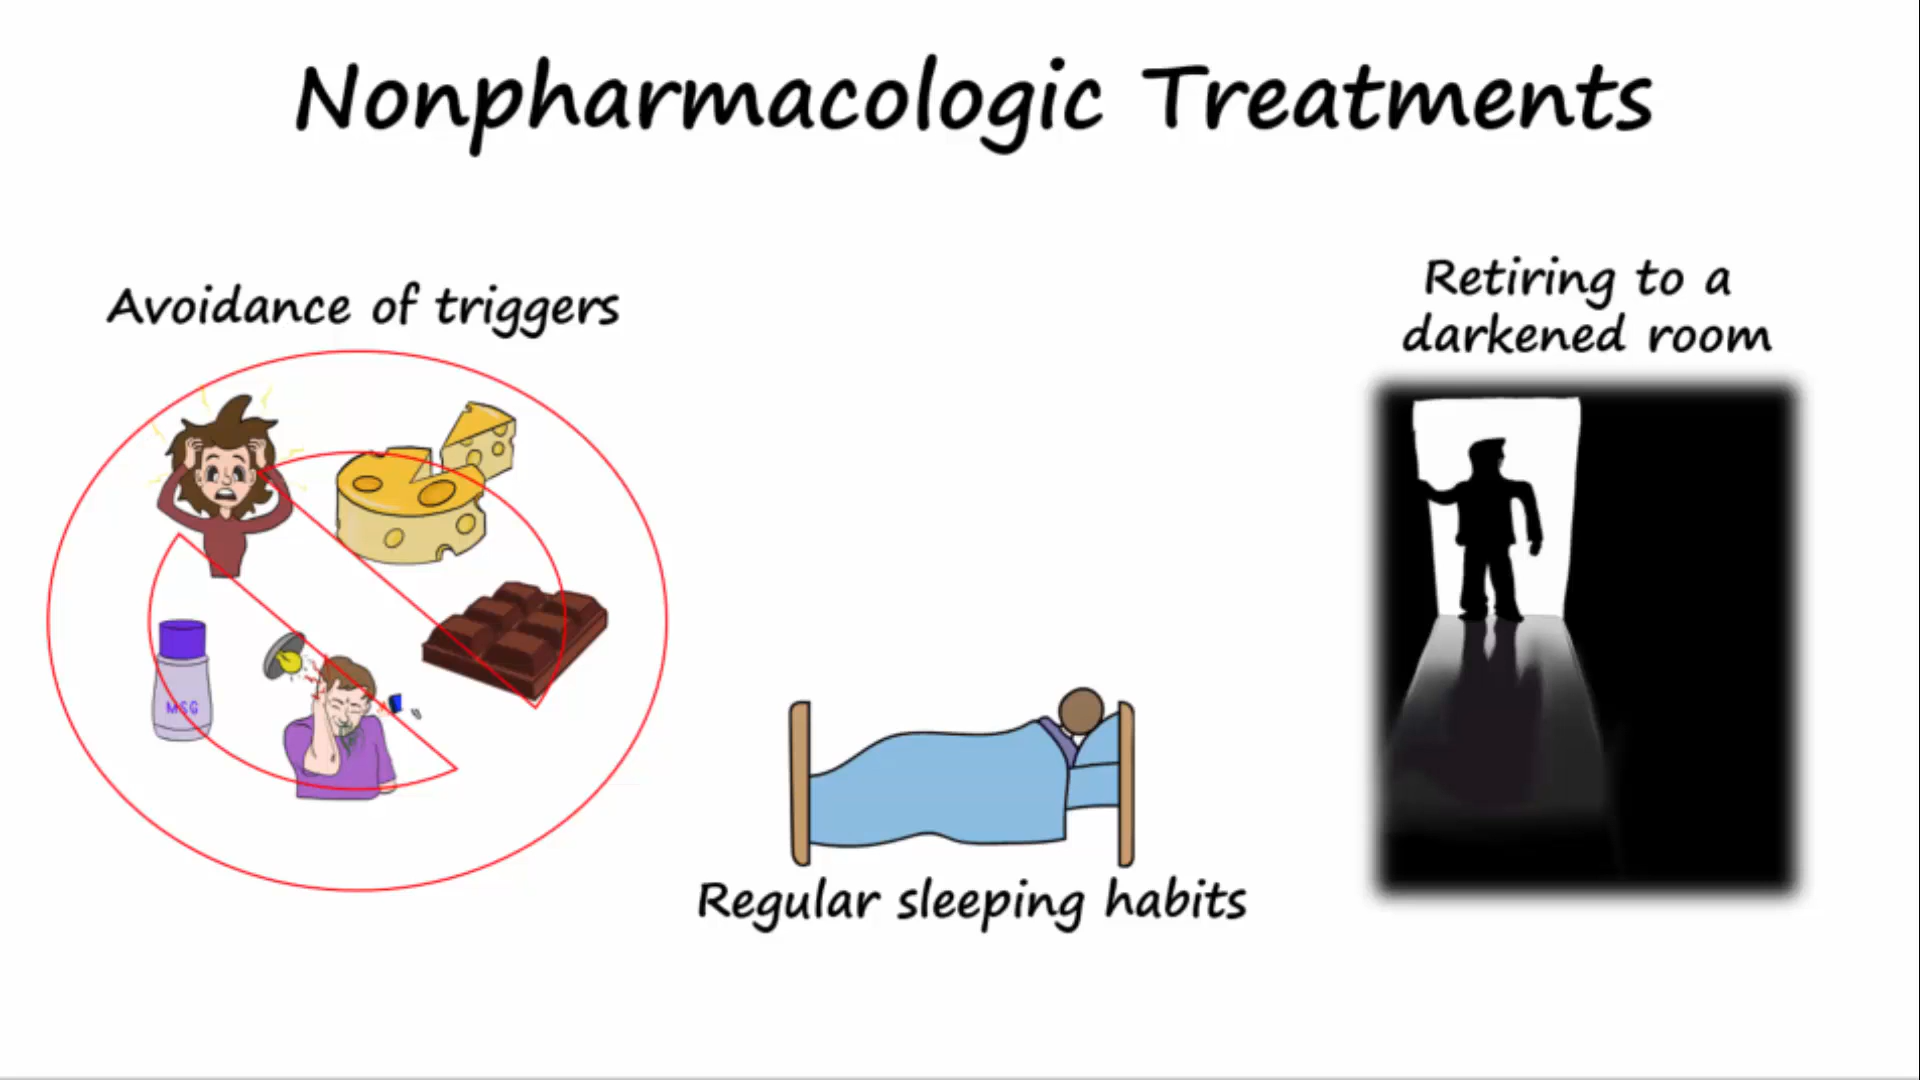 Nonpharmacologic Treatments
Avoidance of triggers
MSG
Regular sleeping habits
Retiring to a
darkened room